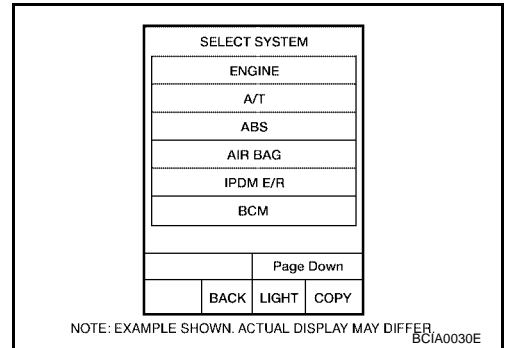 SELECT SYSTEM
ENGINE
A/T
ABS
AIR BAG
IPDM E/R
BCM
Page Down
BACK LIGHT COPY
NOTE: EXAMPLE SHOWN. ACTUAL DISPLAY MAY DIFFER.
BCIA0030E